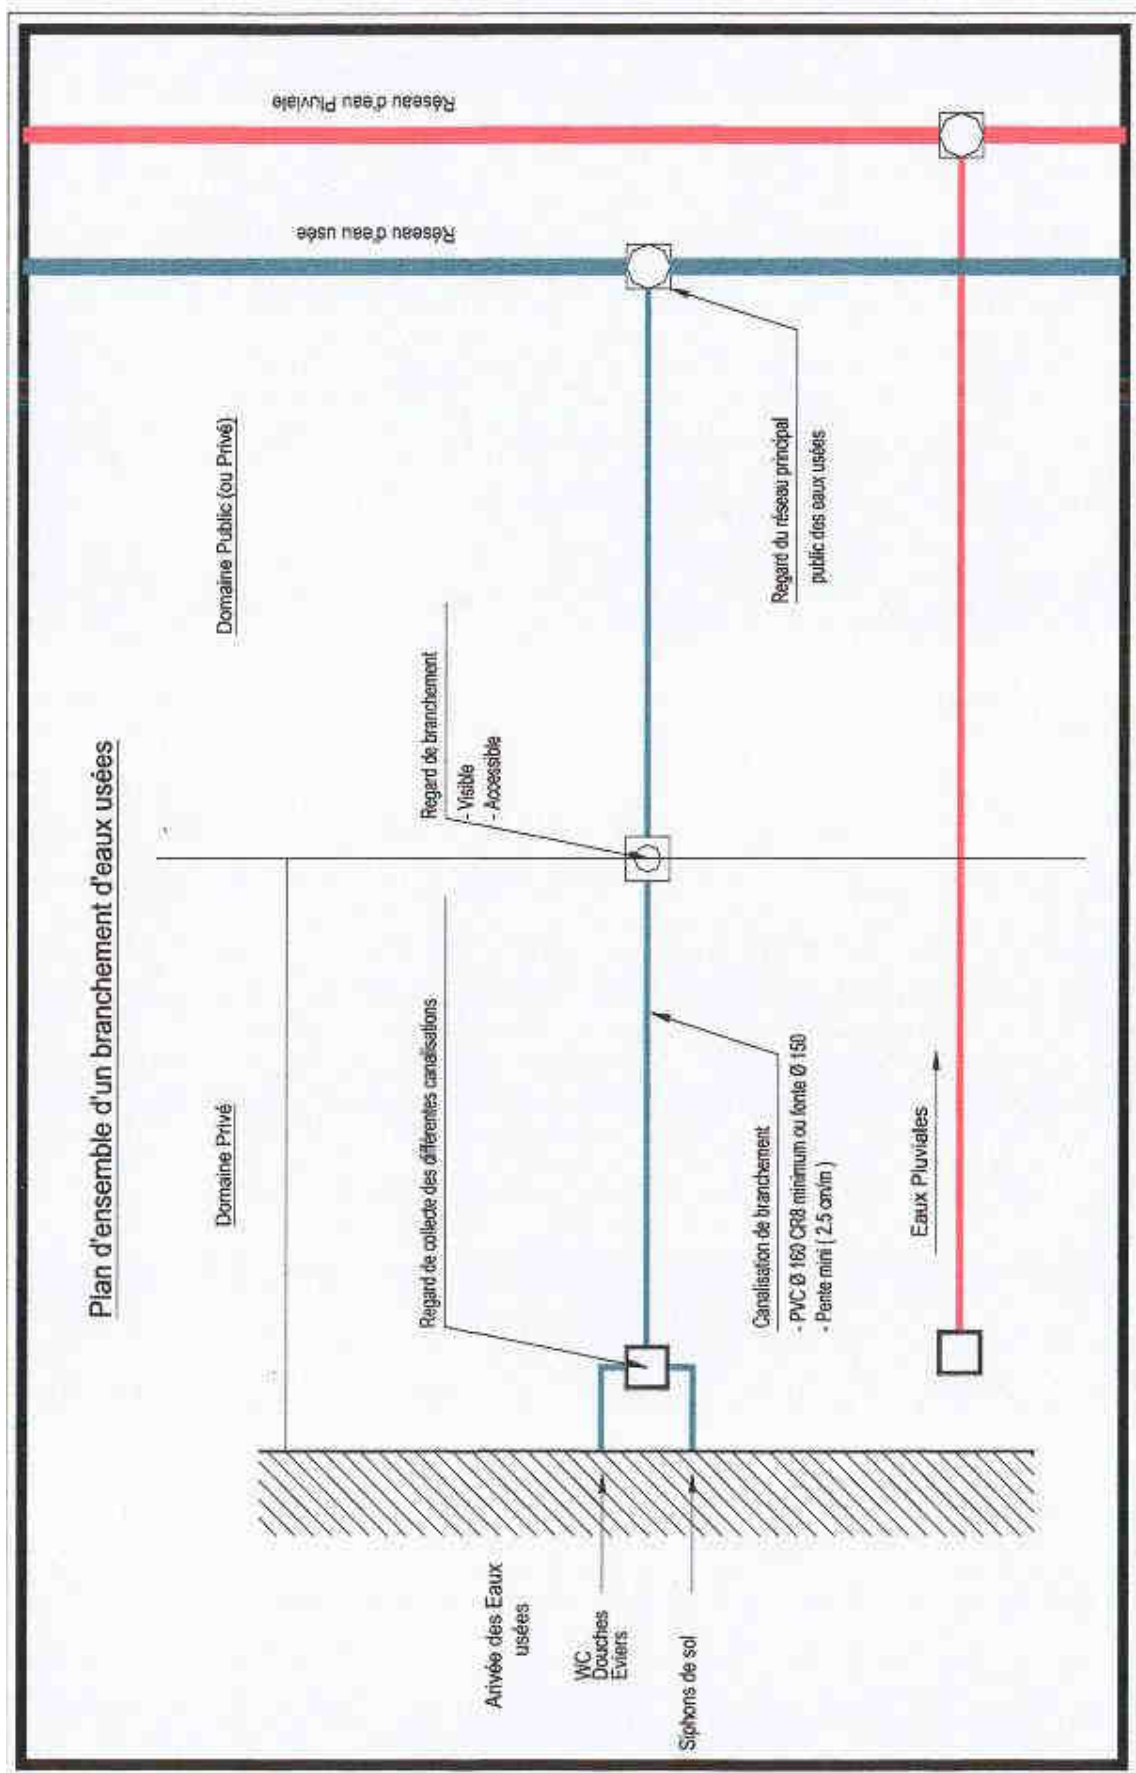 Plan d'ensemble d'un branchement d'eaux usées
Domaine Privé
Domaine Public (ou Privé)
Réseau d'eau usée
Réseau d'eau Pluviale
Regard de collecte des différentes canalisations
Regard de branchement
- Visible
- Accessible
Arivée des Eaux
usées
WC
Douches
Eviers
Siphons de sol
Canalisation de branchement
- PVC Ø 160 CR8 minimum ou fonte Ø 150
- Pente mini ( 2.5 cm/m )
Regard du réseau principal
public des eaux usées
Eaux Pluviales